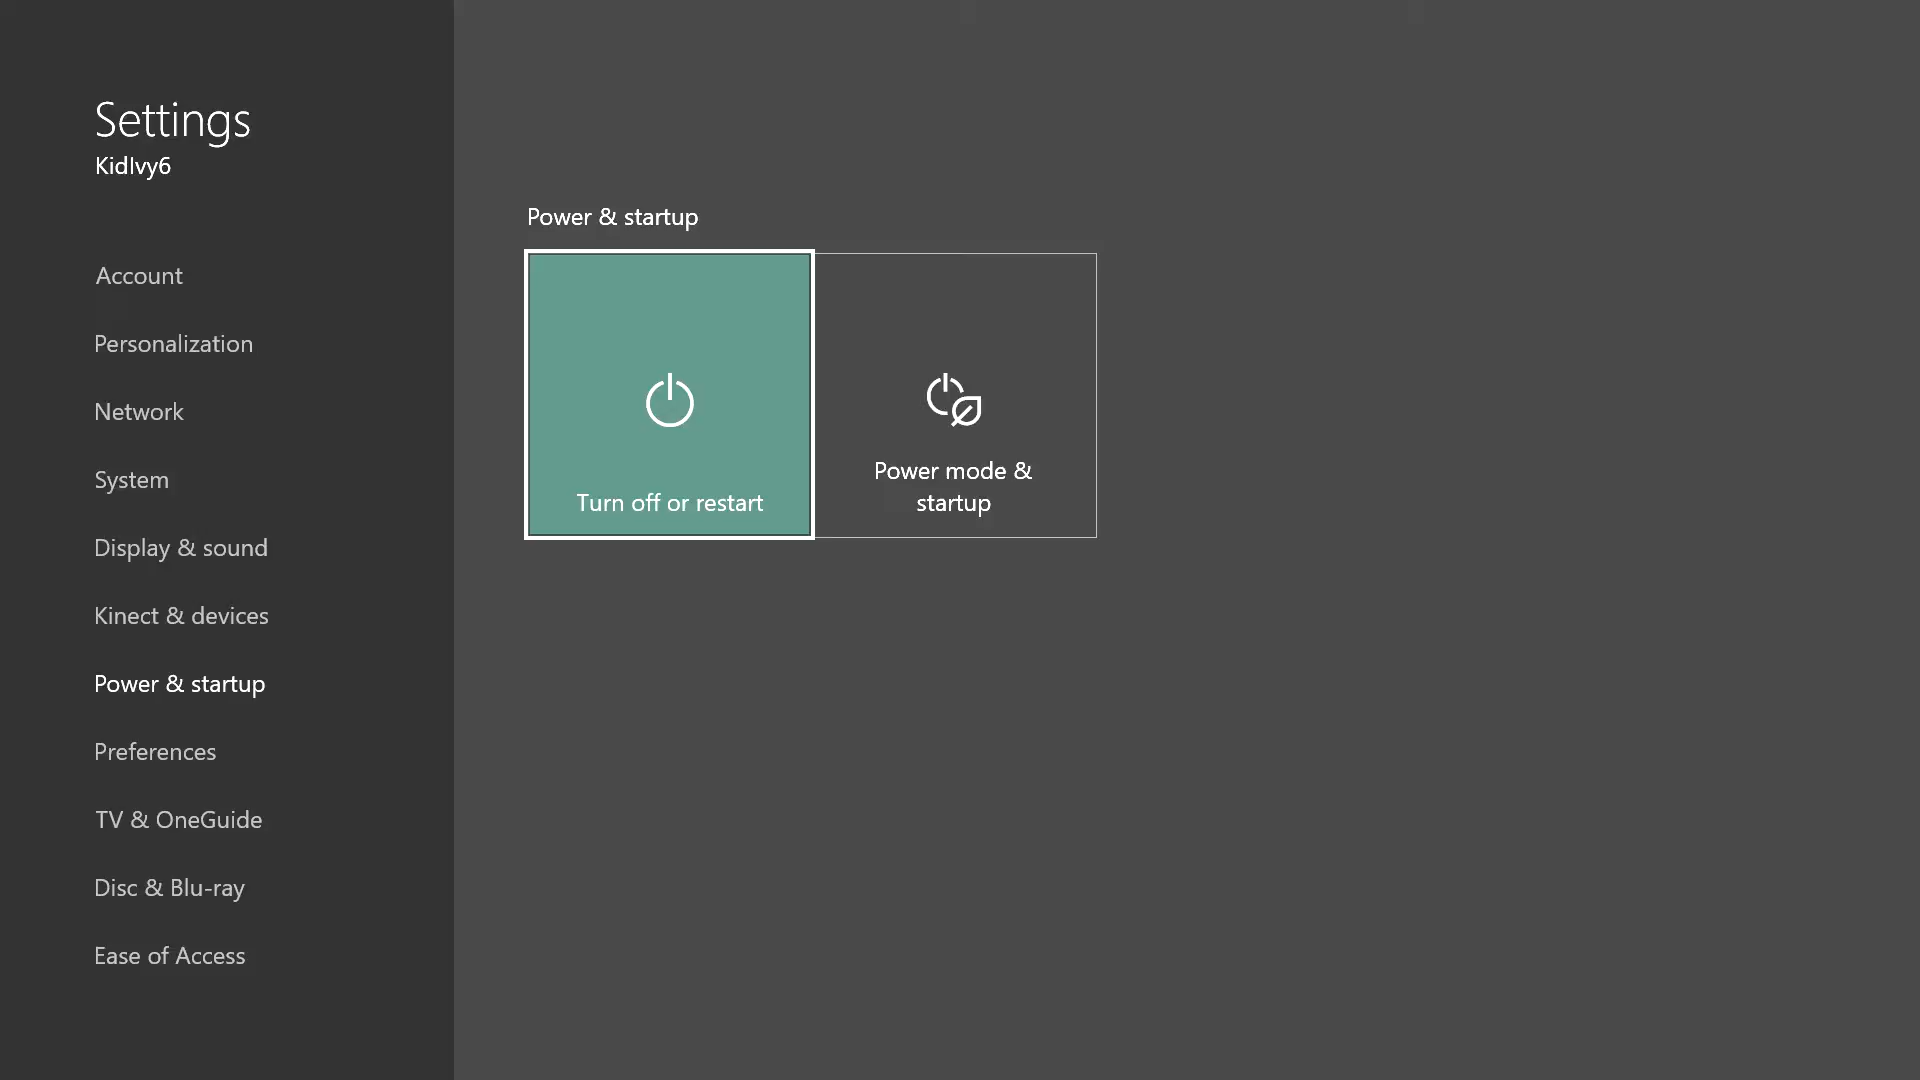 Settings
KidIvy6
Account
Personalization
Network
System
Display & sound
Kinect & devices
Power & startup
Preferences
TV & OneGuide
Disc & Blu-ray
Ease of Access
Power & startup
Turn off or restart
Power mode &
startup